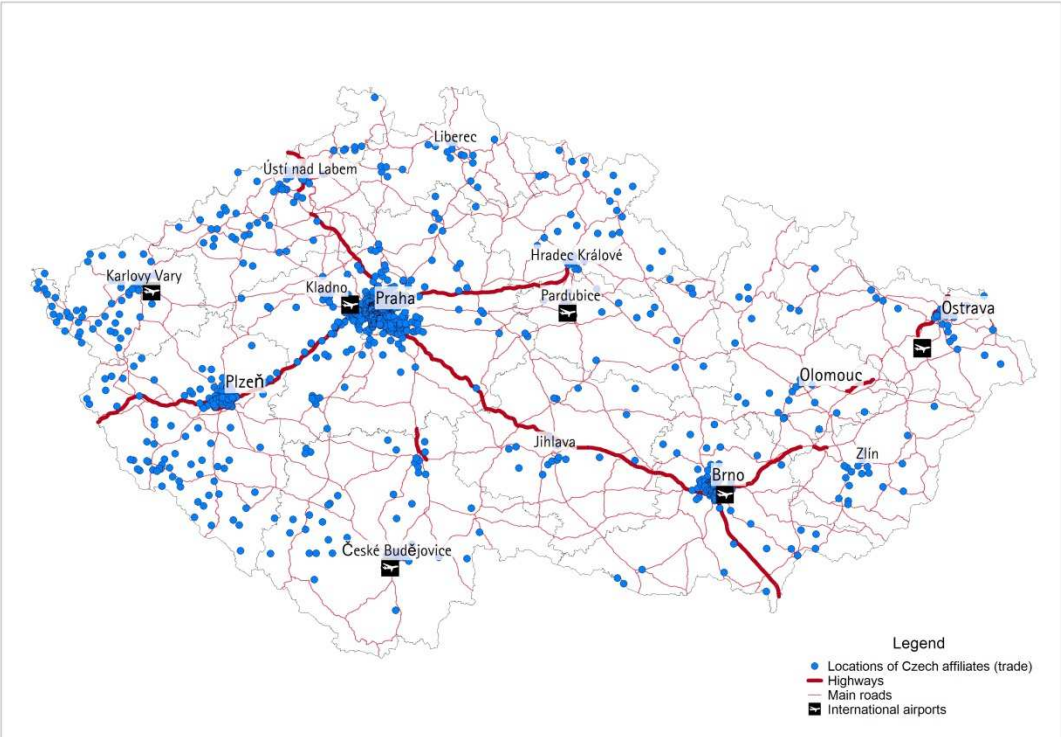 Liberec
Ústí nad Labem
Hradec Králové
Karlovy Vary
Kladno
Praha
Pardubice
Ostrava
Olomouc
Plzeň
Jihlava
Zlín
Brno
České Budějovice
Legend
Locations of Czech affiliates (trade)
Highways
Main roads
International airports